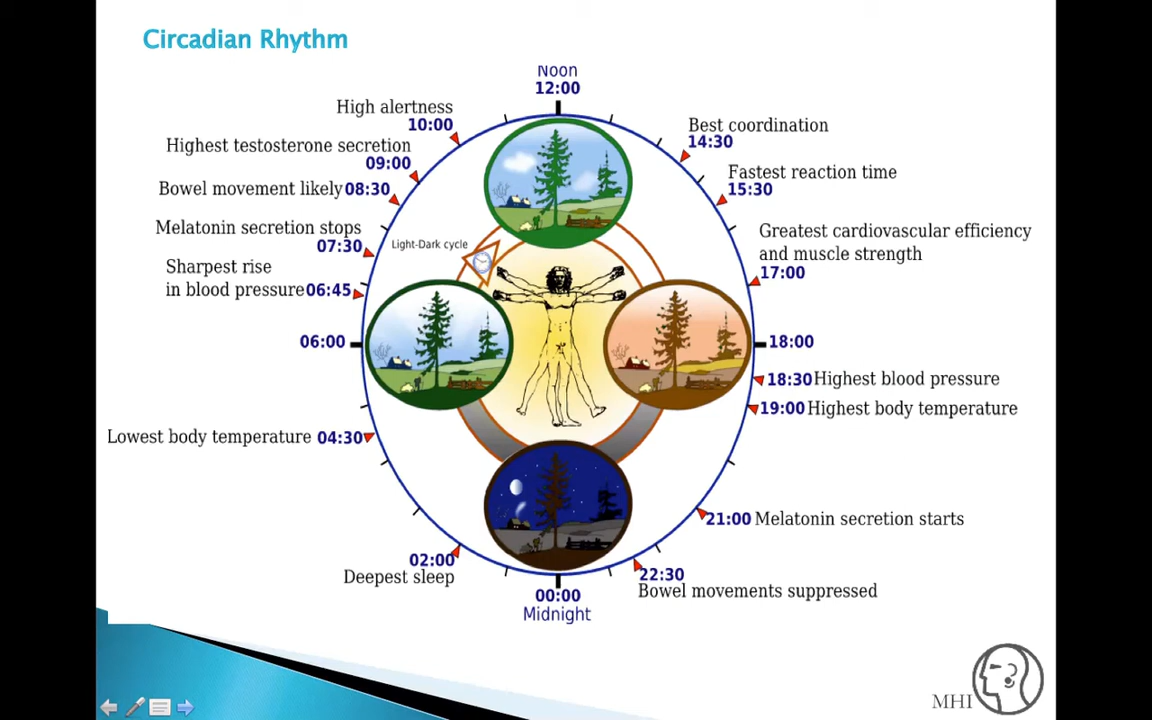 Circadian Rhythm
Noon
12:00
High alertness
10:00
Highest testosterone secretion
09:00
Bowel movement likely 08:30
Melatonin secretion stops
07:30
Sharpest rise
in blood pressure 06:45
06:00
Lowest body temperature 04:30
02:00
Deepest sleep
Light-Dark cycle
Best coordination
14:30
Fastest reaction time
15:30
Greatest cardiovascular efficiency
and muscle strength
17:00
18:00
18:30 Highest blood pressure
19:00 Highest body temperature
21:00 Melatonin secretion starts
22:30
Bowel movements suppressed
00:00
Midnight
MHI